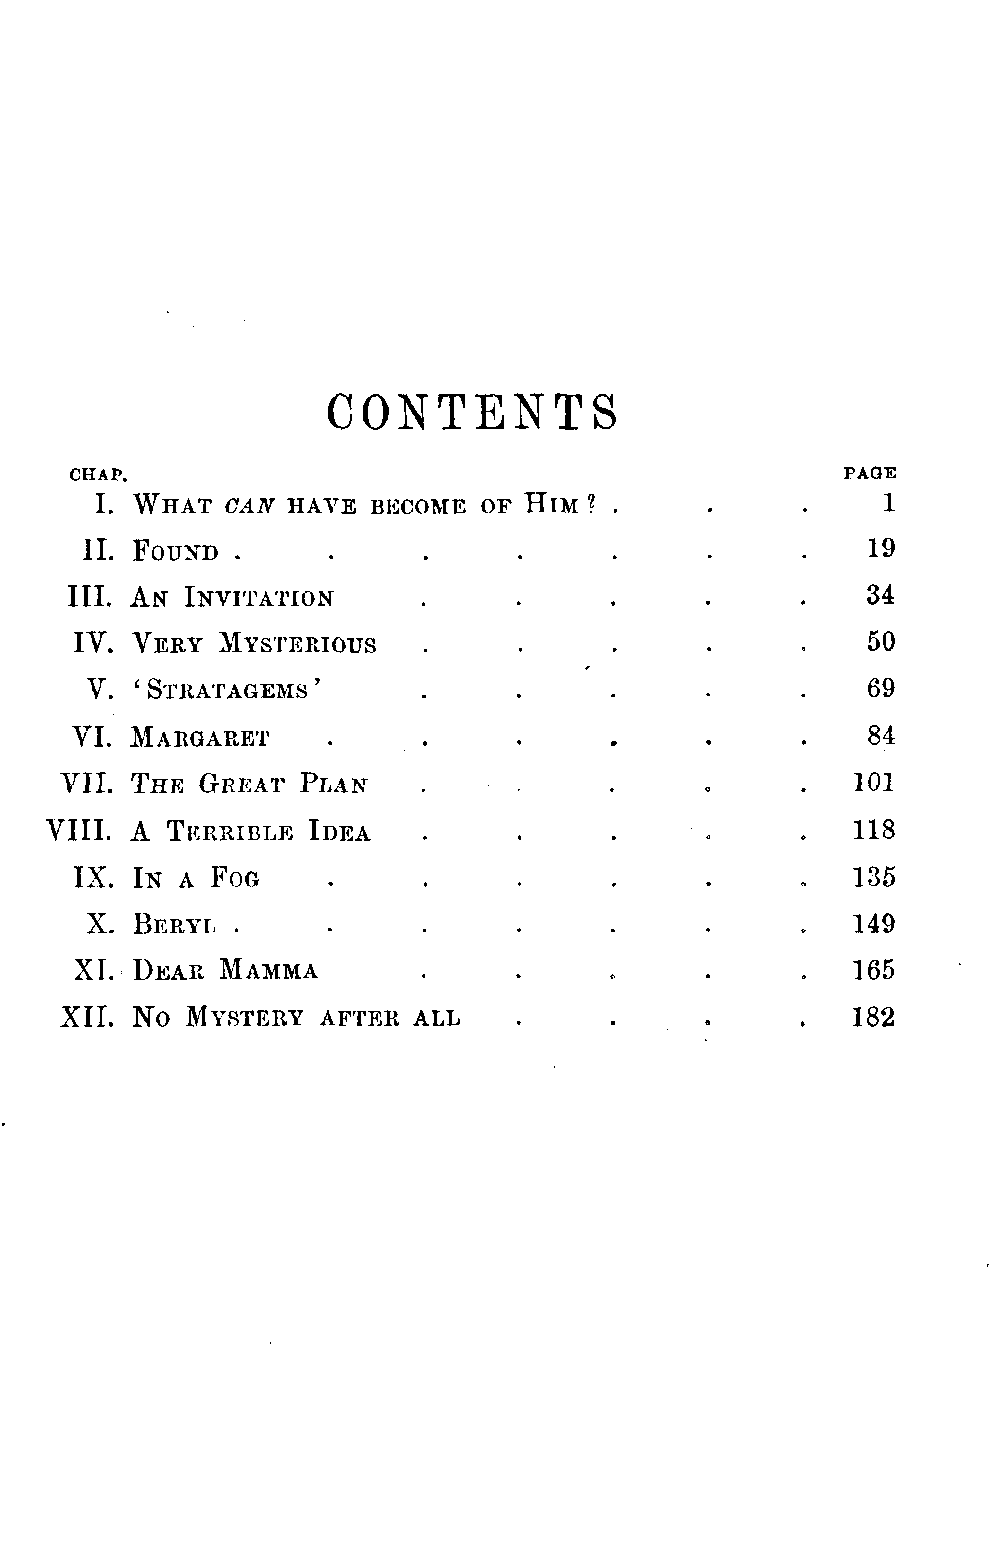 CONTENTS
CHAP. PAGE
I. WHAT CAN HAVE BECOME OF HIM? . . . 1
II. FOUND . . . . . . . 19
III. AN INVITATION . . . . . 34
IV. VERY MYSTERIOUS . . . . . 50
V. ‘STRATAGEMS’ . . . . . 69
VI. MARGARET . . . . . . 84
VII. THE GREAT PLAN . . . . . 101
VIII. A TERRIBLE IDEA . . . . . 118
IX. IN A FOG . . . . . . 135
X. BERYL . . . . . . . 149
XI. DEAR MAMMA . . . . . 165
XII. NO MYSTERY AFTER ALL . . . . 182